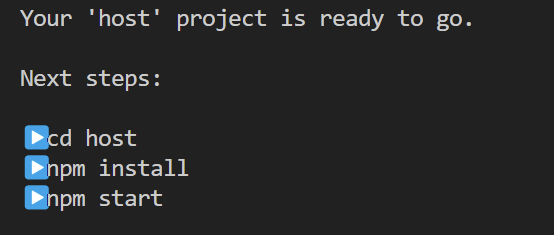 Your 'host' project is ready to go.
Next steps:
▶️cd host
▶️npm install
▶️npm start